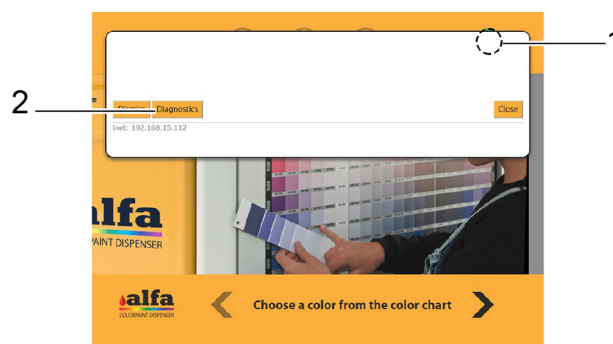 1
2
Diagnostics
Close
inet: 192.168.15.112
alfa
PAINT DISPENSER
alfa
COLORPAINT DISPENSER
Choose a color from the color chart